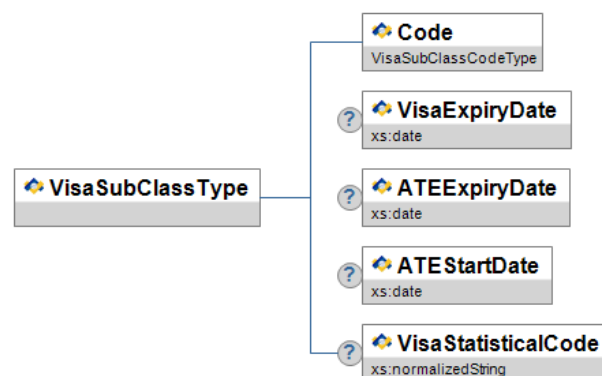 Code
VisaSubClassCodeType
?
VisaExpiryDate
xs:date
VisaSubClassType
?
ATEExpiryDate
xs:date
?
ATEStartDate
xs:date
?
VisaStatisticalCode
xs:normalizedString